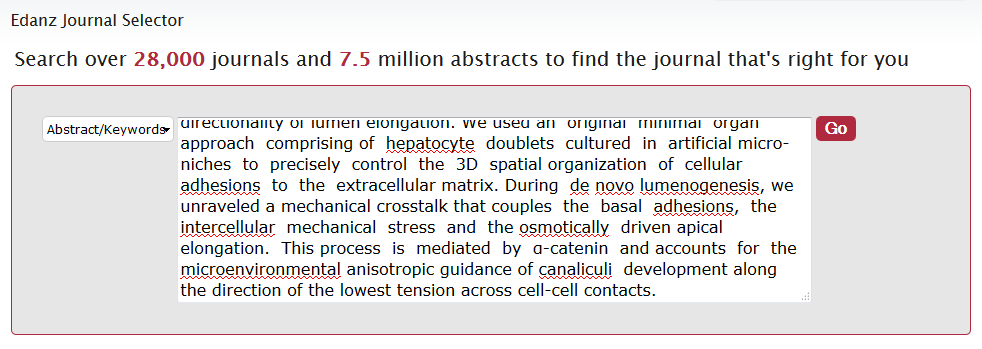 Edanz Journal Selector
Search over 28,000 journals and 7.5 million abstracts to find the journal that's right for you
Abstract/Keywords
directionality of lumen elongation. We used an original minimal organ
approach comprising of hepatocyte doublets cultured in artificial micro-
niches to precisely control the 3D spatial organization of cellular
adhesions to the extracellular matrix. During de novo lumenogenesis, we
unraveled a mechanical crosstalk that couples the basal adhesions, the
intercellular mechanical stress and the osmotically driven apical
elongation. This process is mediated by α-catenin and accounts for the
microenvironmental anisotropic guidance of canaliculi development along
the direction of the lowest tension across cell-cell contacts.
Go